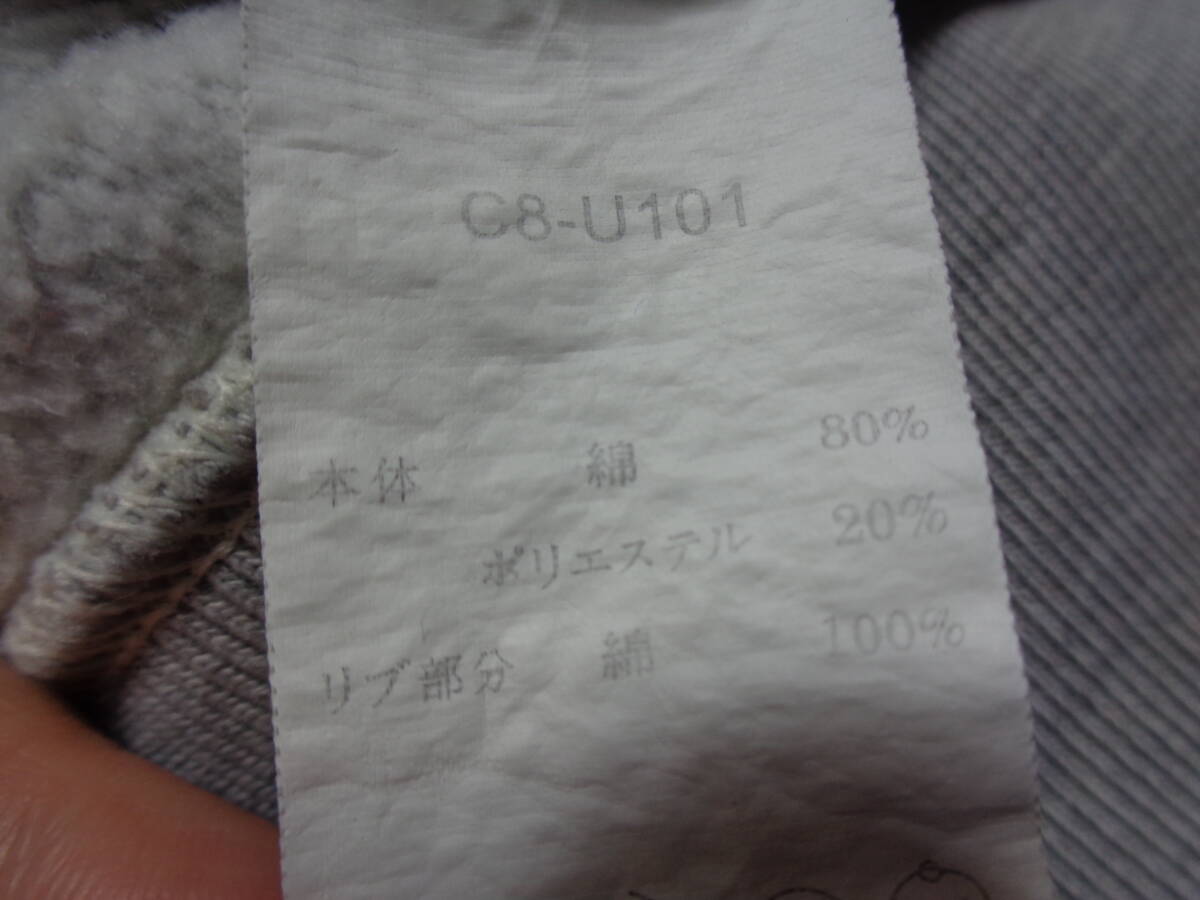 C8-U101
本体 綿 80%
ポリエステル 20%
リブ部分 綿 100%